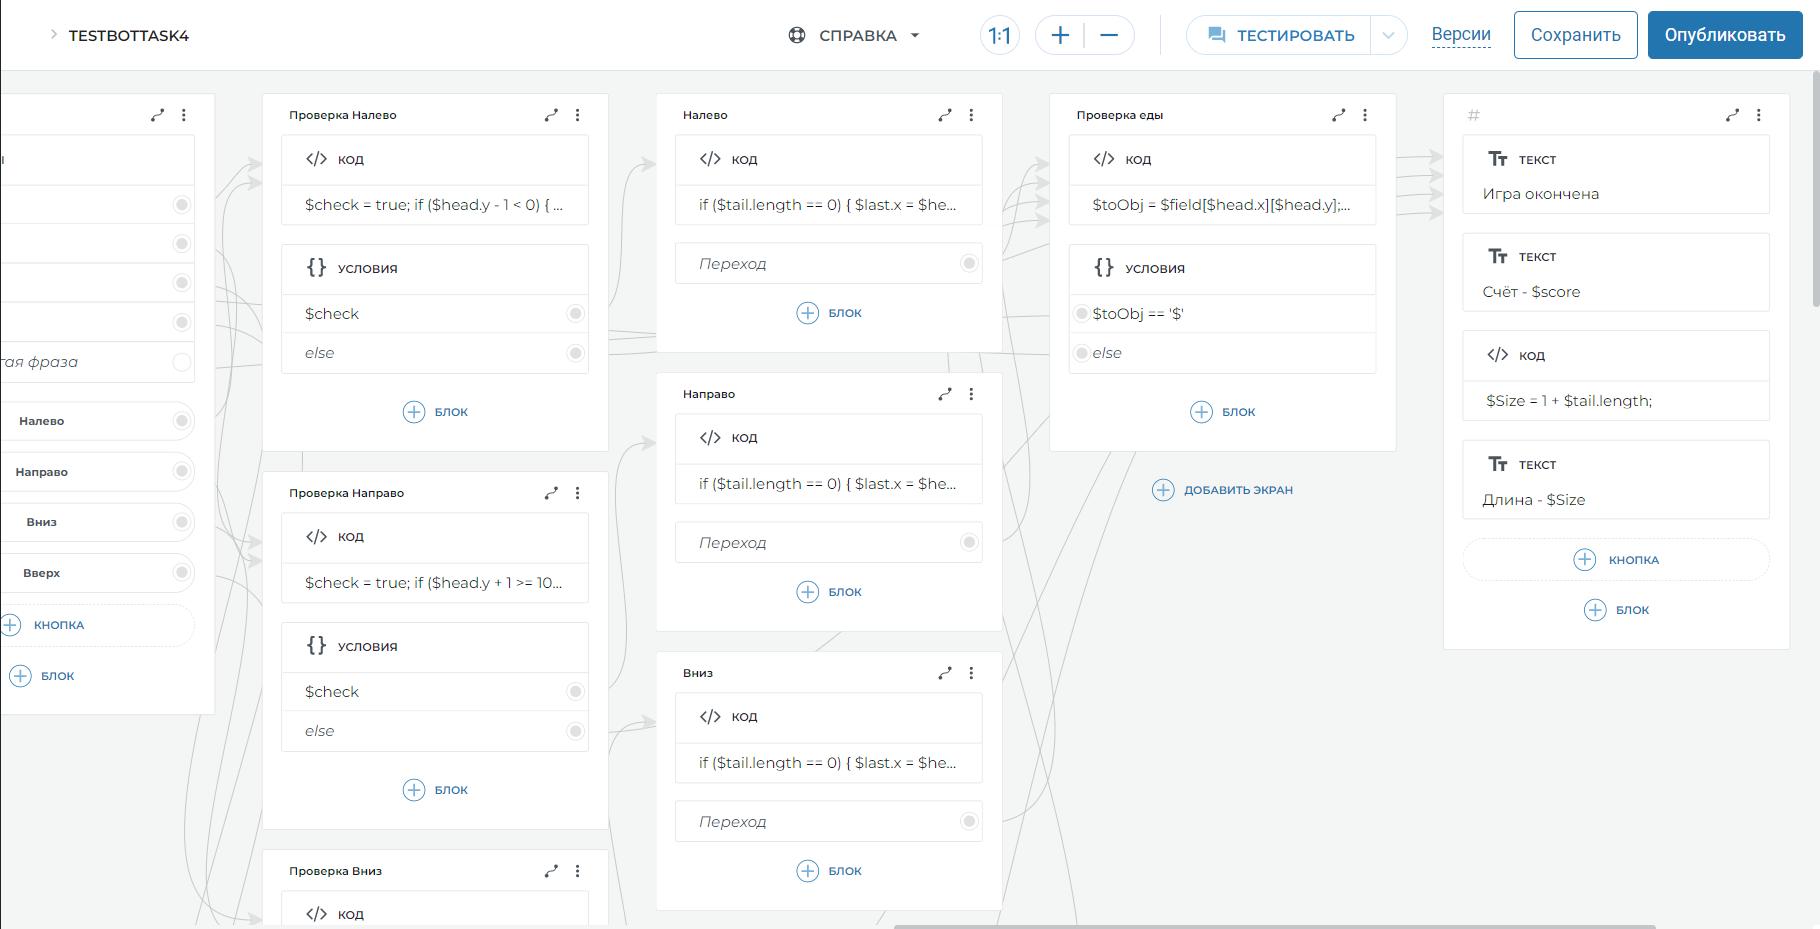 TESTBOTTASK4
СПРАВКА
1:1
ТЕСТИРОВАТЬ
Версии
Сохранить
Опубликовать
гая фраза
Налево
Направо
Вниз
Вверх
КНОПКА
БЛОК
Проверка Налево
</> КОД
$check = true; if ($head.y - 1 < 0) { ...
{} УСЛОВИЯ
$check
else
БЛОК
Проверка Направо
</> КОД
$check = true; if ($head.y + 1 >= 10...
{} УСЛОВИЯ
$check
else
БЛОК
Проверка Вниз
</> КОД
Налево
</> КОД
if ($tail.length == 0) { $last.x = $he...
Переход
БЛОК
Направо
</> КОД
if ($tail.length == 0) { $last.x = $he...
Переход
БЛОК
Вниз
</> КОД
if ($tail.length == 0) { $last.x = $he...
Переход
БЛОК
Проверка еды
</> КОД
$toObj = $field[$head.x][$head.y];...
{} УСЛОВИЯ
$toObj == '$'
else
БЛОК
ДОБАВИТЬ ЭКРАН
#
Тт ТЕКСТ
Игра окончена
Тт ТЕКСТ
Счёт - $score
</> КОД
$Size = 1 + $tail.length;
Тт ТЕКСТ
Длина - $Size
КНОПКА
БЛОК